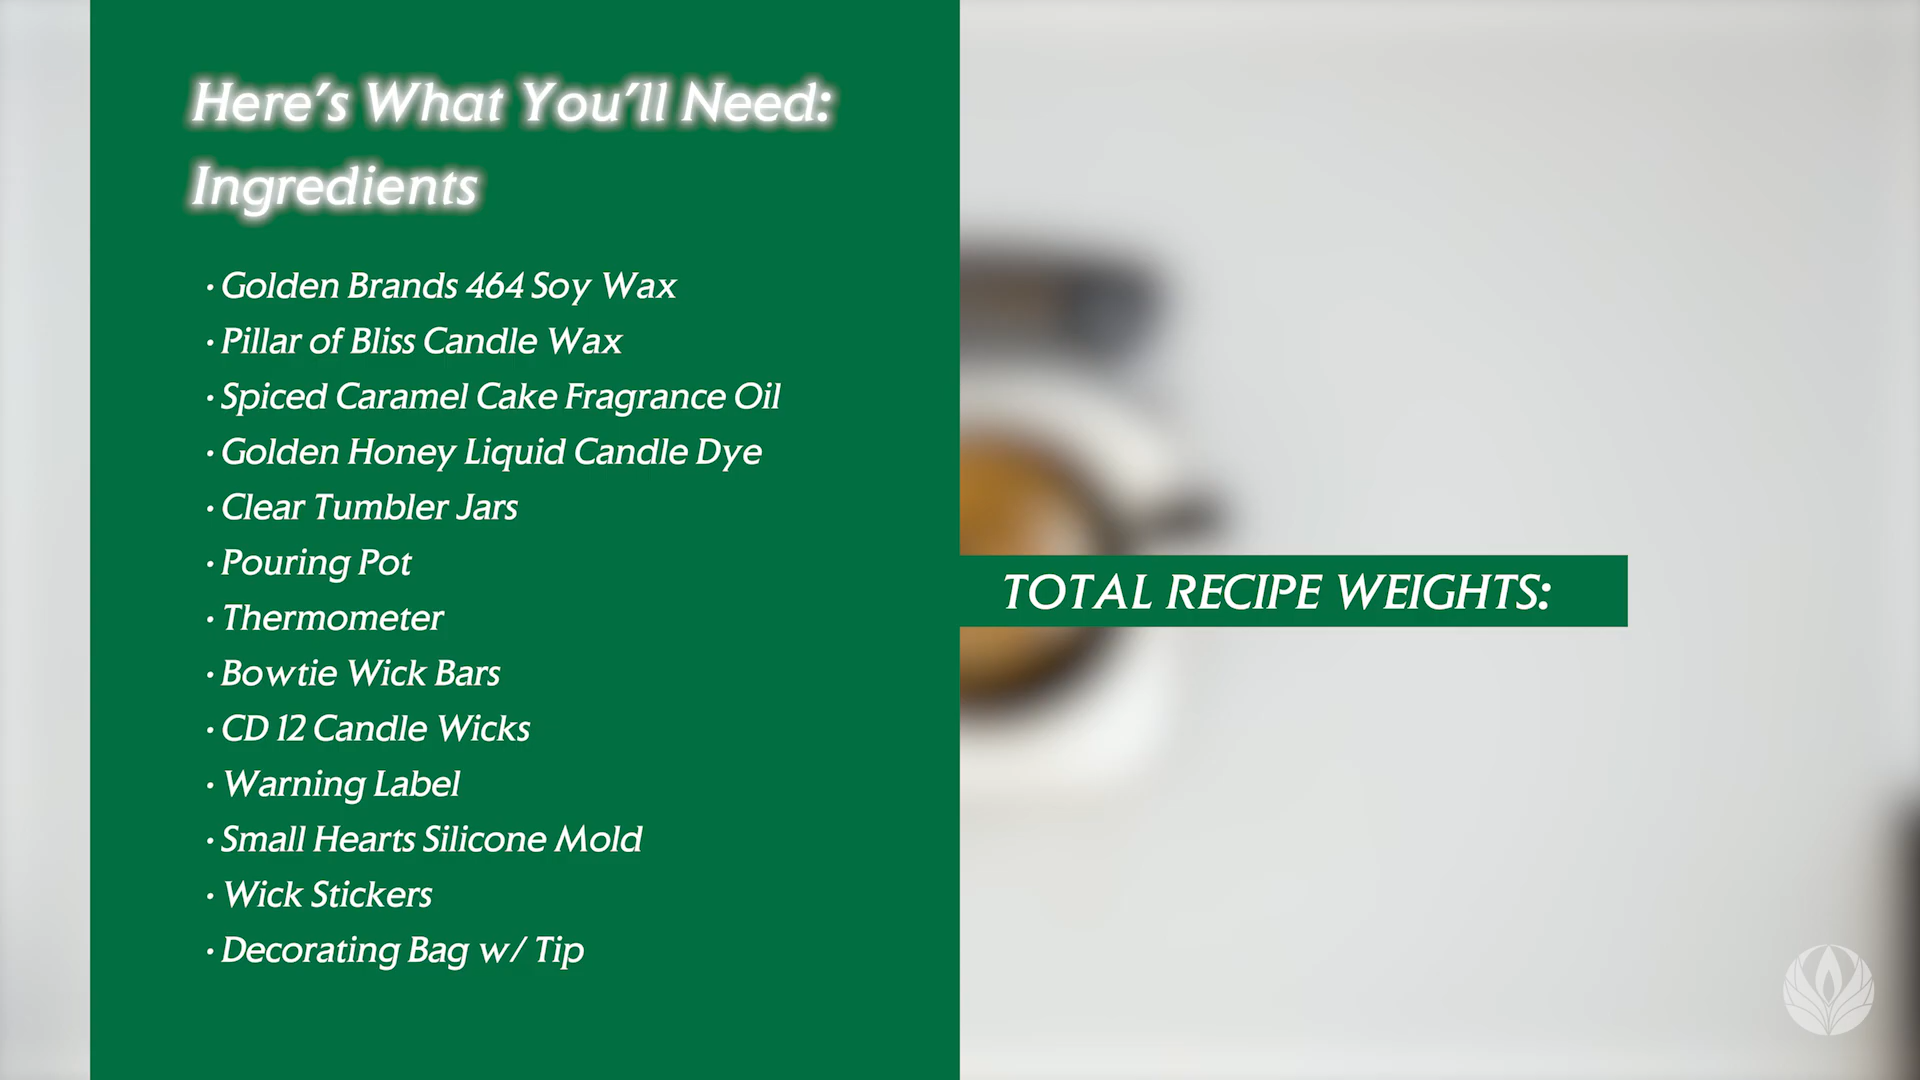 Here's What You'll Need:
Ingredients
· Golden Brands 464 Soy Wax
· Pillar of Bliss Candle Wax
· Spiced Caramel Cake Fragrance Oil
· Golden Honey Liquid Candle Dye
· Clear Tumbler Jars
· Pouring Pot
· Thermometer
· Bowtie Wick Bars
· CD 12 Candle Wicks
· Warning Label
· Small Hearts Silicone Mold
· Wick Stickers
· Decorating Bag w/ Tip
TOTAL RECIPE WEIGHTS: